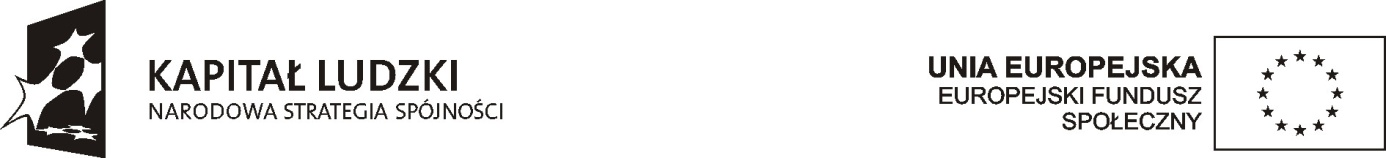 KAPITAŁ LUDZKI
NARODOWA STRATEGIA SPÓJNOŚCI
UNIA EUROPEJSKA
EUROPEJSKI FUNDUSZ
SPOŁECZNY